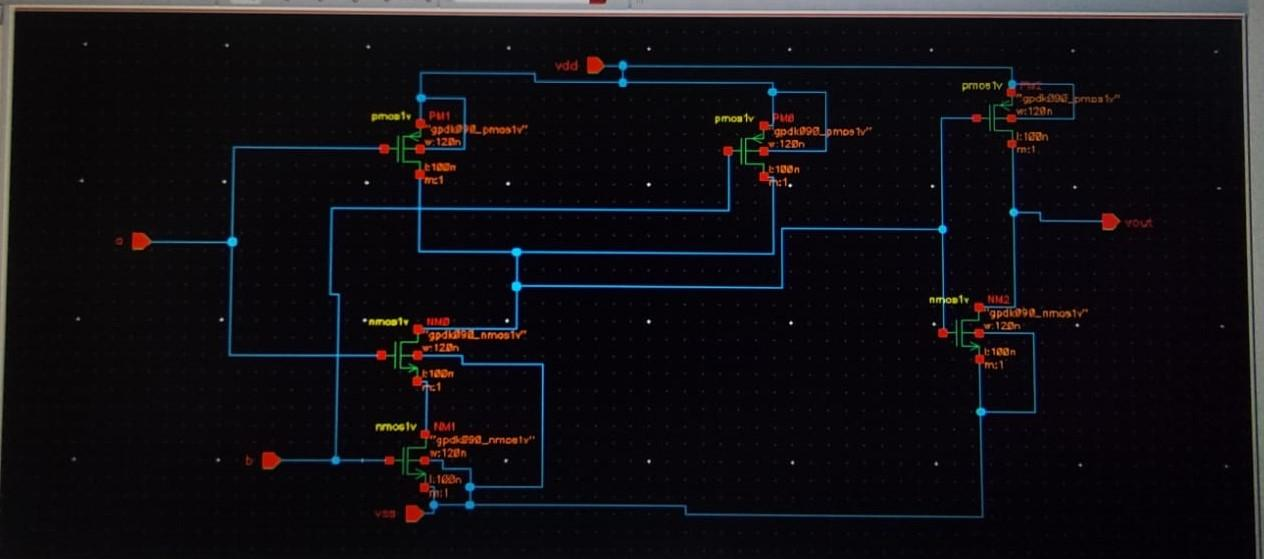 vdd
pmos1v
PM2
"gpdk090_pmos1v"
w:120n
l:100n
m:1
pmos1v
PM1
"gpdk090_pmos1v"
w:120n
l:100n
m:1
pmos1v
PM0
"gpdk090_pmos1v"
w:120n
l:100n
m:1
a
vout
nmos1v
NM0
"gpdk090_nmos1v"
w:120n
l:100n
m:1
nmos1v
NM2
"gpdk090_nmos1v"
w:120n
l:100n
m:1
nmos1v
NM1
"gpdk090_nmos1v"
w:120n
l:100n
m:1
b
vss